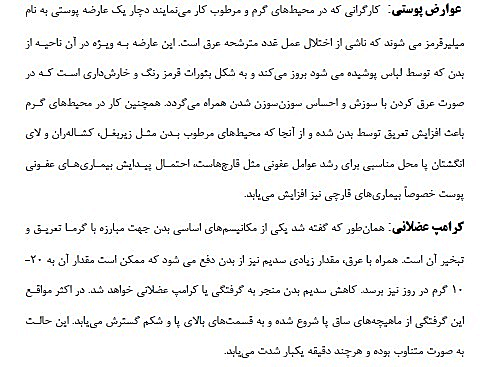 عوارض پوستی: کارگرانی که در محیط‌های گرم و مرطوب کار می‌نمایند دچار یک عارضه پوستی به نام
میلیرقرمز می شوند که ناشی از اختلال عمل غدد مترشحه عرق است. این عارضه به ویژه در آن ناحیه از
بدن که توسط لباس پوشیده می شود بروز می‌کند و به شکل بثورات قرمز رنگ و خارش‌داری است که در
صورت عرق کردن با سوزش و احساس سوزن‌سوزن شدن همراه می‌گردد. همچنین کار در محیط‌های گرم
باعث افزایش تعریق توسط بدن شده و از آنجا که محیط‌های مرطوب بدن مثل زیربغل، کشاله‌ران و لای
انگشتان پا محل مناسبی برای رشد عوامل عفونی مثل قارچ‌هاست، احتمال پیدایش بیماری‌های عفونی
پوست خصوصاً بیماری‌های قارچی نیز افزایش می‌یابد.
کرامپ عضلانی: همان‌طور که گفته شد یکی از مکانیسم‌های اساسی بدن جهت مبارزه با گرما تعریق و
تبخیر آن است. همراه با عرق، مقدار زیادی سدیم نیز از بدن دفع می شود که ممکن است مقدار آن به ۲۰-
۱۰ گرم در روز نیز برسد. کاهش سدیم بدن منجر به گرفتگی یا کرامپ عضلانی خواهد شد. در اکثر مواقع
این گرفتگی از ماهیچه‌های ساق پا شروع شده و به قسمت‌های بالای پا و شکم گسترش می‌یابد. این حالت
به صورت متناوب بوده و هرچند دقیقه یکبار شدت می‌یابد.